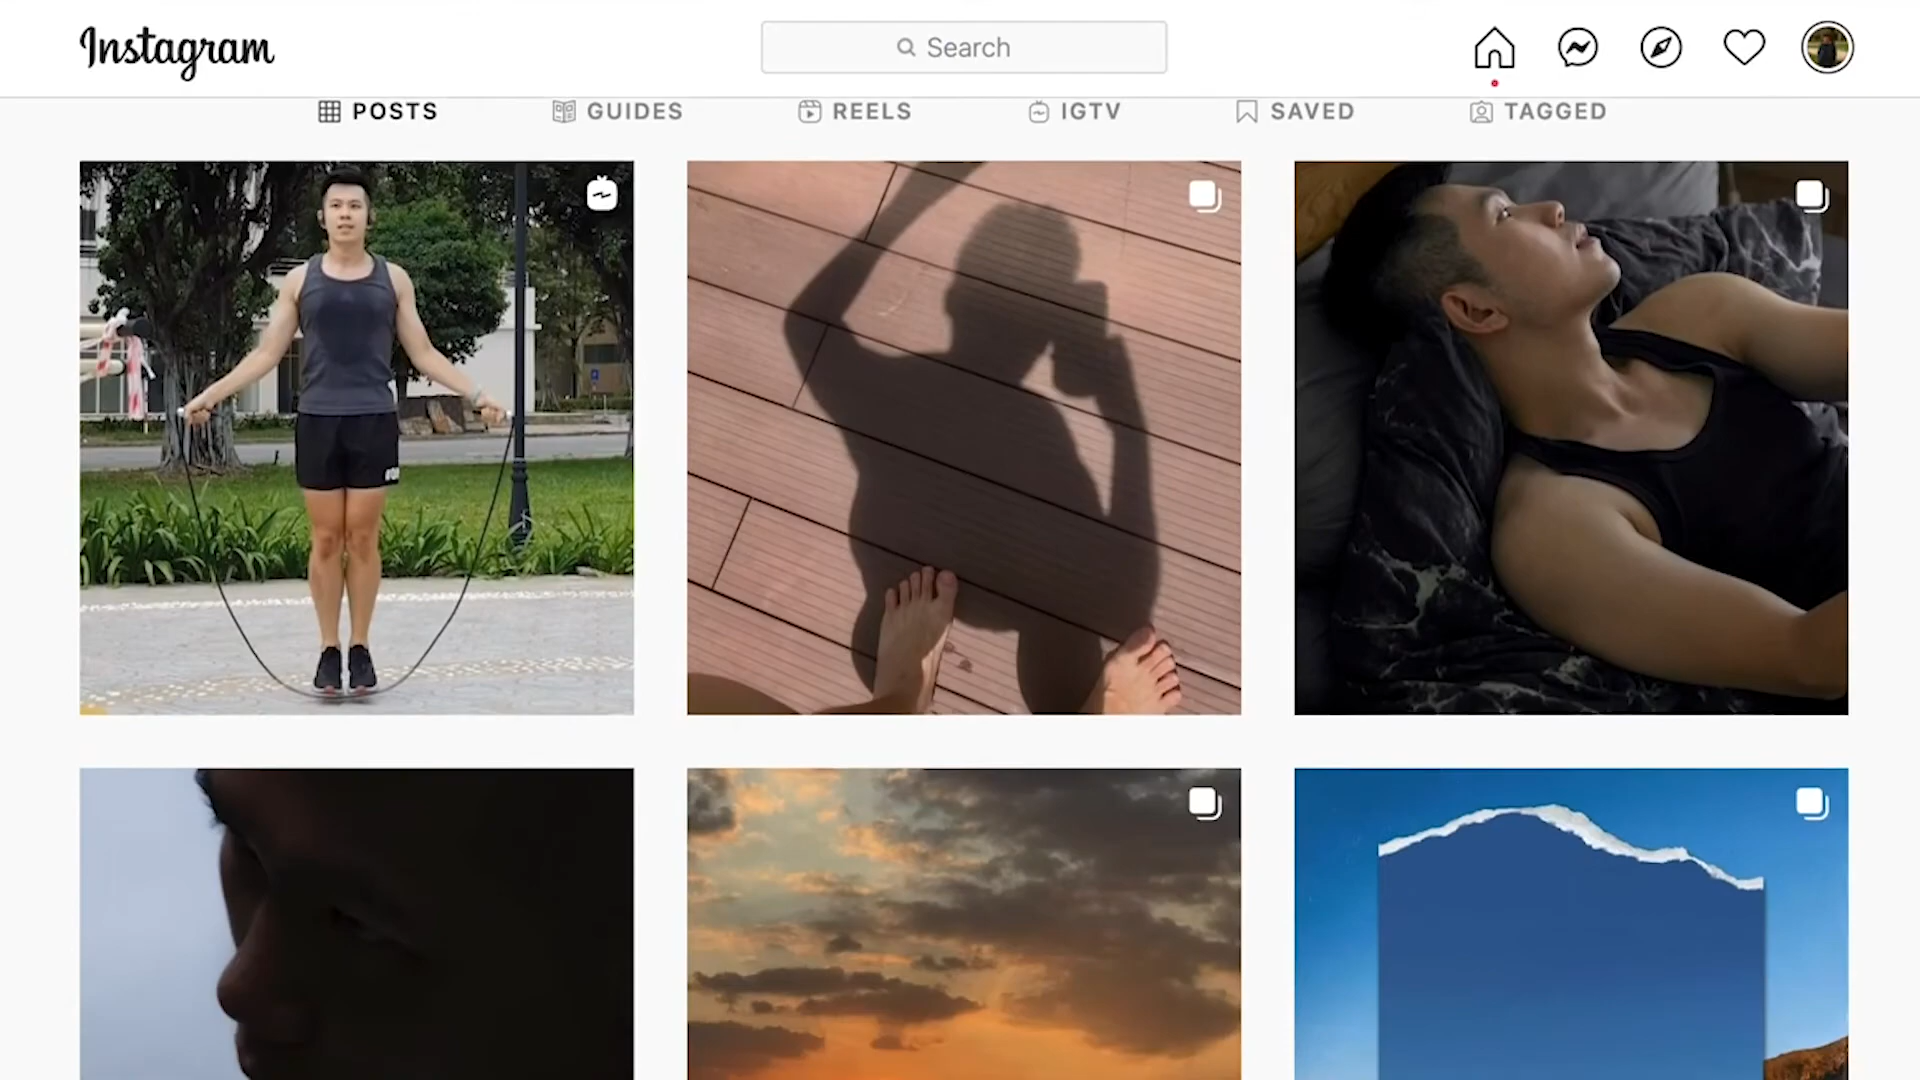 Instagram
Search
POSTS
GUIDES
REELS
IGTV
SAVED
TAGGED